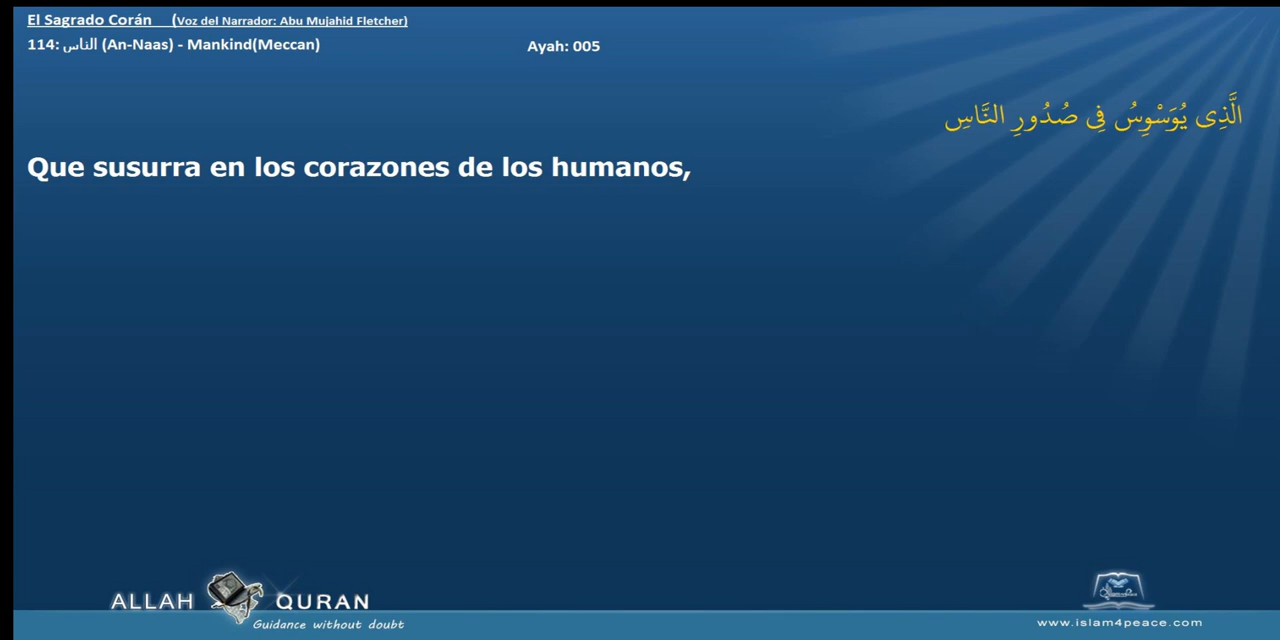 El Sagrado Corán (Voz del Narrador: Abu Mujahid Fletcher)
114: الناس (An-Naas) - Mankind(Meccan) Ayah: 005
الَّذِى يُوَسْوِسُ فِى صُدُورِ النَّاسِ
Que susurra en los corazones de los humanos,
ALLAH QURAN
Guidance without doubt
www.islam4peace.com